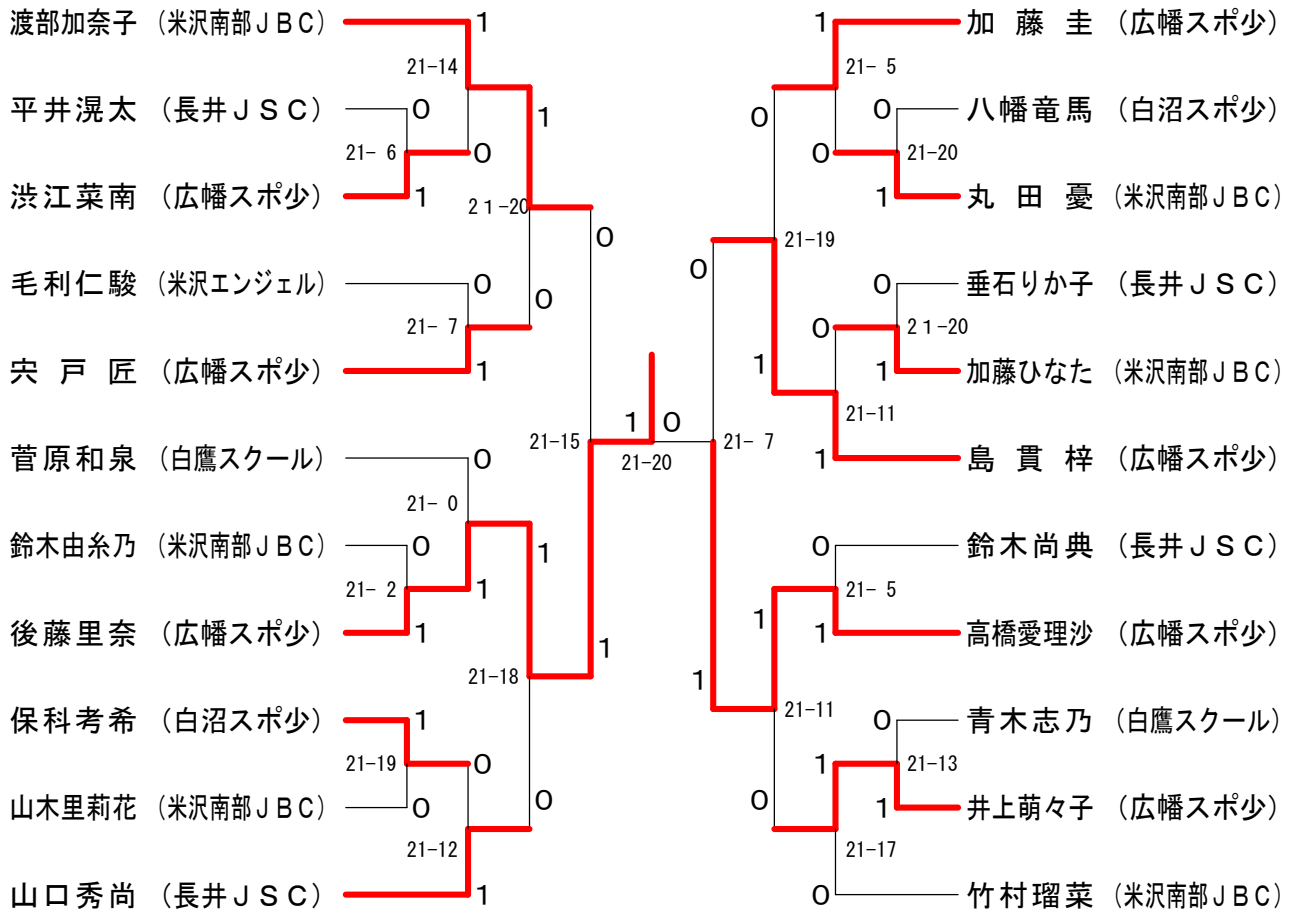 渡部加奈子 (米沢南部JBC) 1 1 加藤圭 (広幡スポ少)
21-14 21- 5
平井滉太 (長井JSC) 0 1 0 0 八幡竜馬 (白沼スポ少)
21- 6 0 0 21-20
渋江菜南 (広幡スポ少) 1 1 丸田憂 (米沢南部JBC)
21-20 0 21-19
毛利仁駿 (米沢エンジェル) 0 0 0 0 垂石りか子 (長井JSC)
21- 7 0 21-20
宍戸匠 (広幡スポ少) 1 1 1 加藤ひなた (米沢南部JBC)
1 0 21-11
菅原和泉 (白鷹スクール) 0 21-15 21-20 21- 7 1 島貫梓 (広幡スポ少)
21- 0
鈴木由糸乃 (米沢南部JBC) 0 1 0 鈴木尚典 (長井JSC)
21- 2 1 21- 5
後藤里奈 (広幡スポ少) 1 1 1 1 高橋愛理沙 (広幡スポ少)
21-18 1
保科考希 (白沼スポ少) 1 21-11 0 青木志乃 (白鷹スクール)
21-19 0 1 21-13
山木里莉花 (米沢南部JBC) 0 0 0 1 井上萌々子 (広幡スポ少)
21-12 21-17
山口秀尚 (長井JSC) 1 0 竹村瑠菜 (米沢南部JBC)